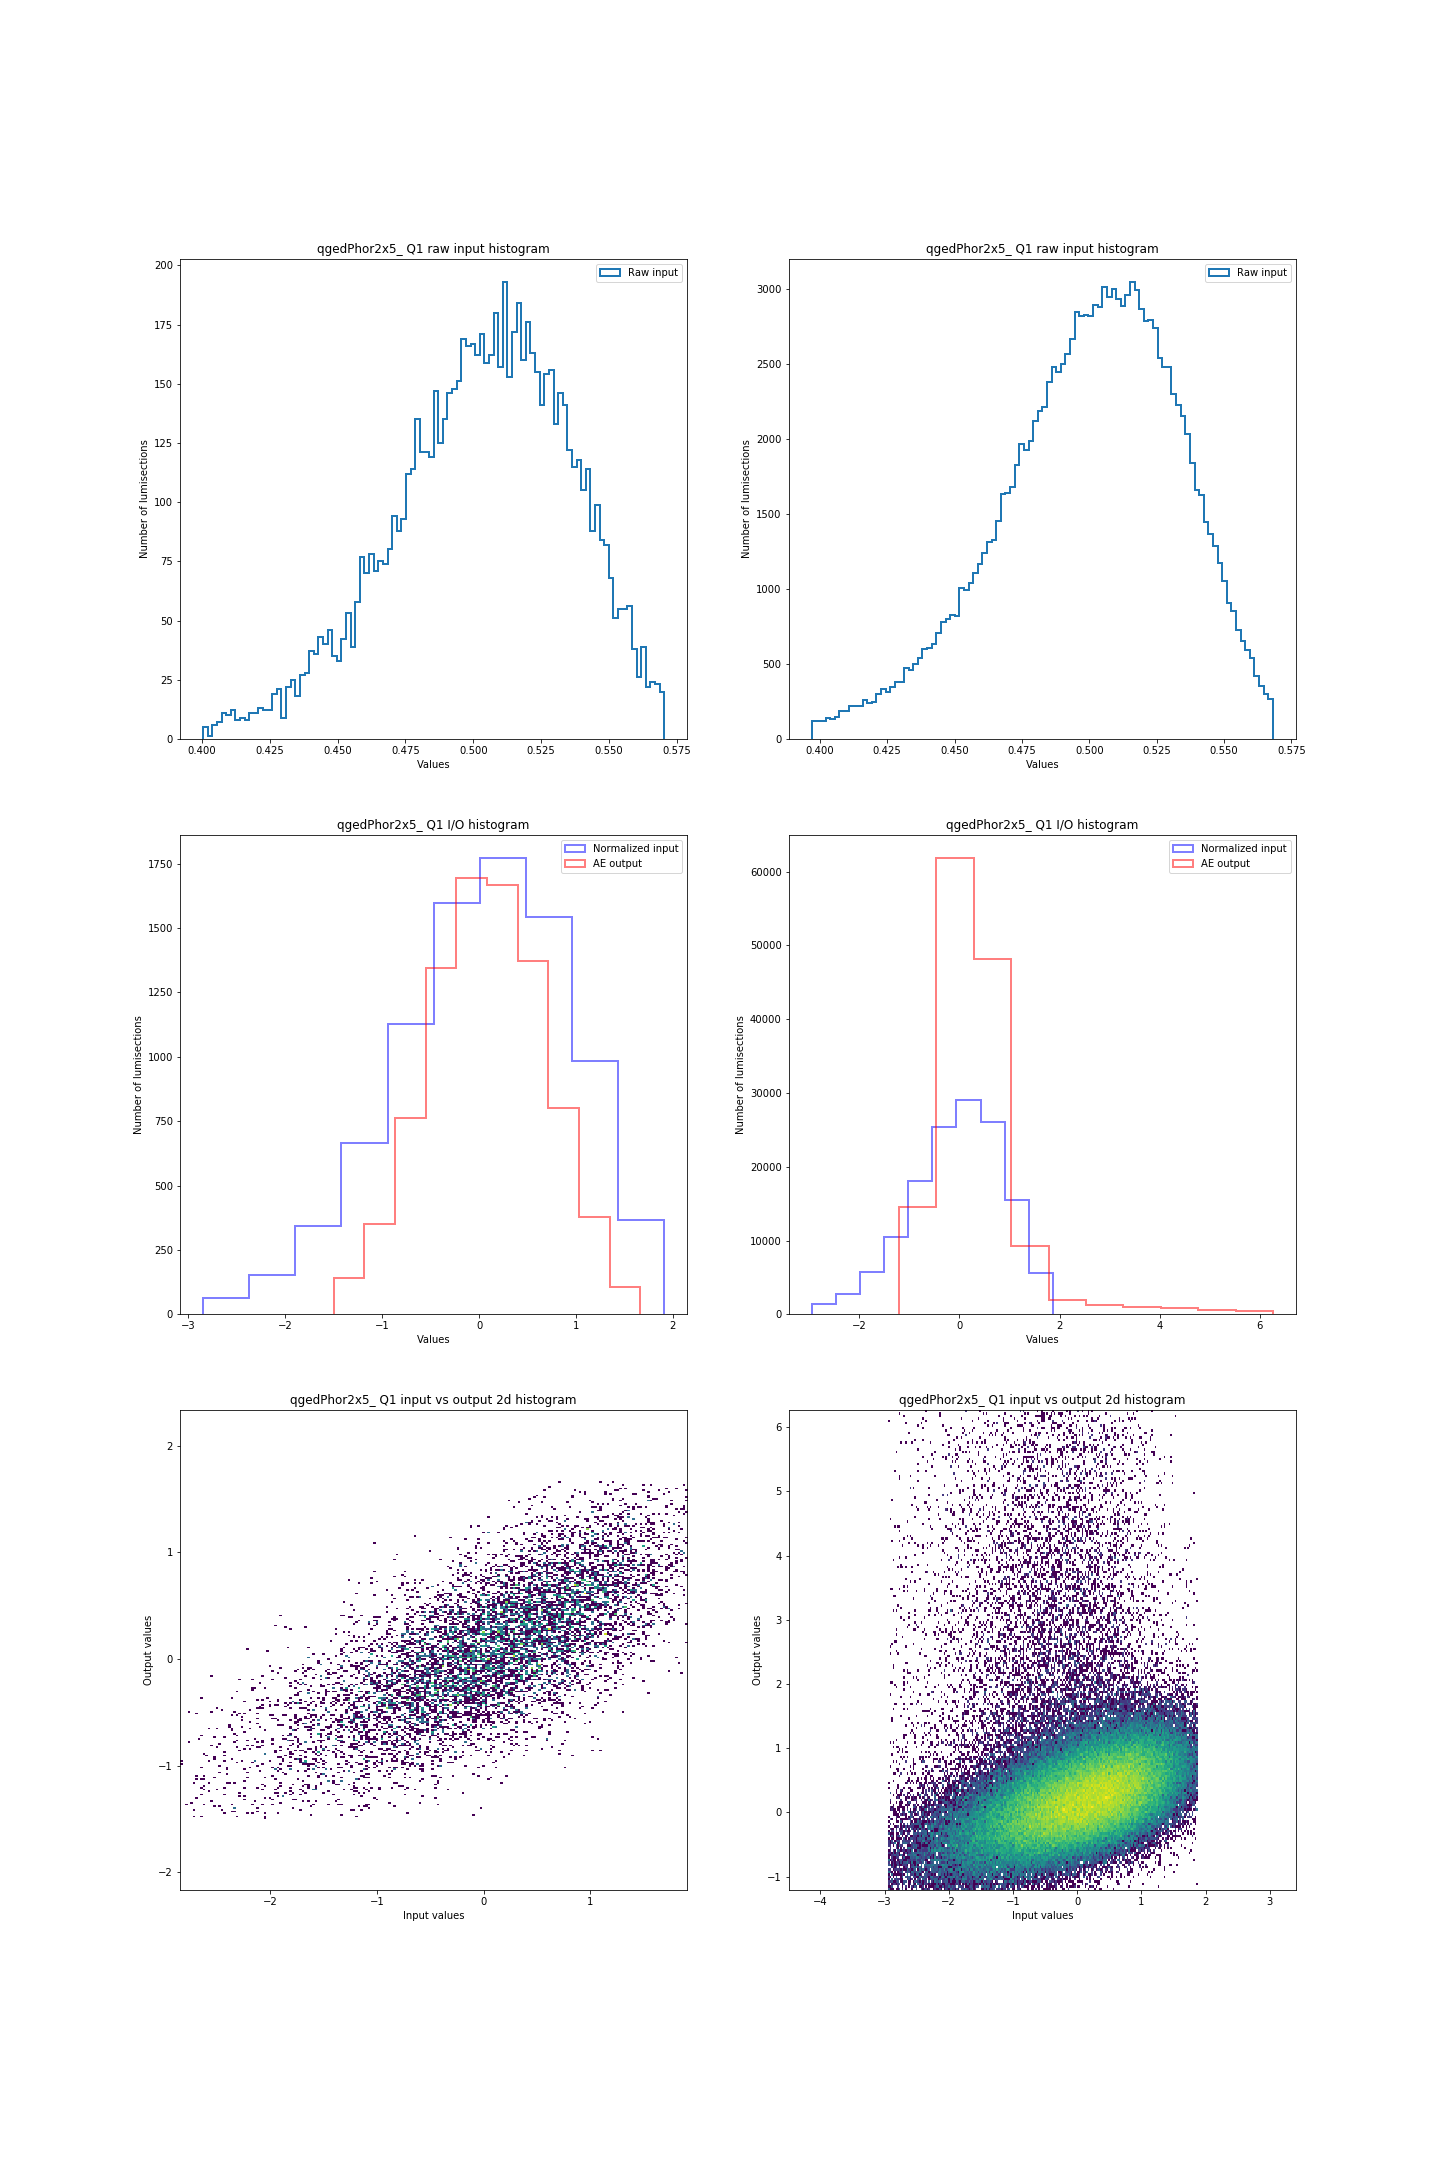 qgedPhor2x5_ Q1 raw input histogram
Raw input
200
175
150
125
100
75
50
25
0
Number of lumisections
0.400 0.425 0.450 0.475 0.500 0.525 0.550 0.575
Values
qgedPhor2x5_ Q1 raw input histogram
Raw input
3000
2500
2000
1500
1000
500
0
Number of lumisections
0.400 0.425 0.450 0.475 0.500 0.525 0.550 0.575
Values
qgedPhor2x5_ Q1 I/O histogram
Normalized input
AE output
1750
1500
1250
1000
750
500
250
0
Number of lumisections
−3 −2 −1 0 1 2
Values
qgedPhor2x5_ Q1 I/O histogram
Normalized input
AE output
60000
50000
40000
30000
20000
10000
0
Number of lumisections
−2 0 2 4 6
Values
qgedPhor2x5_ Q1 input vs output 2d histogram
2
1
0
−1
−2
Output values
−2 −1 0 1
Input values
qgedPhor2x5_ Q1 input vs output 2d histogram
6
5
4
3
2
1
0
−1
Output values
−4 −3 −2 −1 0 1 2 3
Input values